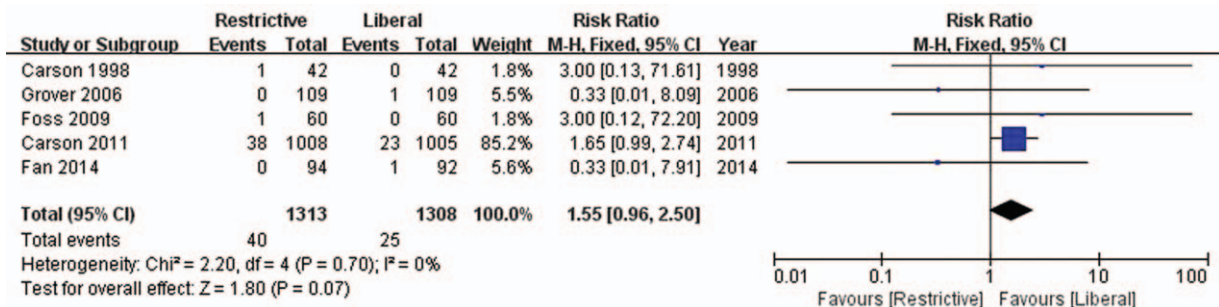 Restrictive Liberal Risk Ratio Risk Ratio
Study or Subgroup Events Total Events Total Weight M-H, Fixed, 95% CI Year M-H, Fixed, 95% CI
Carson 1998 1 42 0 42 1.8% 3.00 [0.13, 71.61] 1998
Grover 2006 0 109 1 109 5.5% 0.33 [0.01, 8.09] 2006
Foss 2009 1 60 0 60 1.8% 3.00 [0.12, 72.20] 2009
Carson 2011 38 1008 23 1005 85.2% 1.65 [0.99, 2.74] 2011
Fan 2014 0 94 1 92 5.6% 0.33 [0.01, 7.91] 2014
Total (95% CI) 1313 1308 100.0% 1.55 [0.96, 2.50]
Total events 40 25
Heterogeneity: Chi² = 2.20, df = 4 (P = 0.70); I² = 0%
Test for overall effect: Z = 1.80 (P = 0.07)
0.01 0.1 1 10 100
Favours [Restrictive] Favours [Liberal]